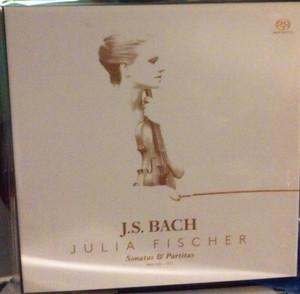 J.S. BACH
JULIA FISCHER
Sonatas & Partitas